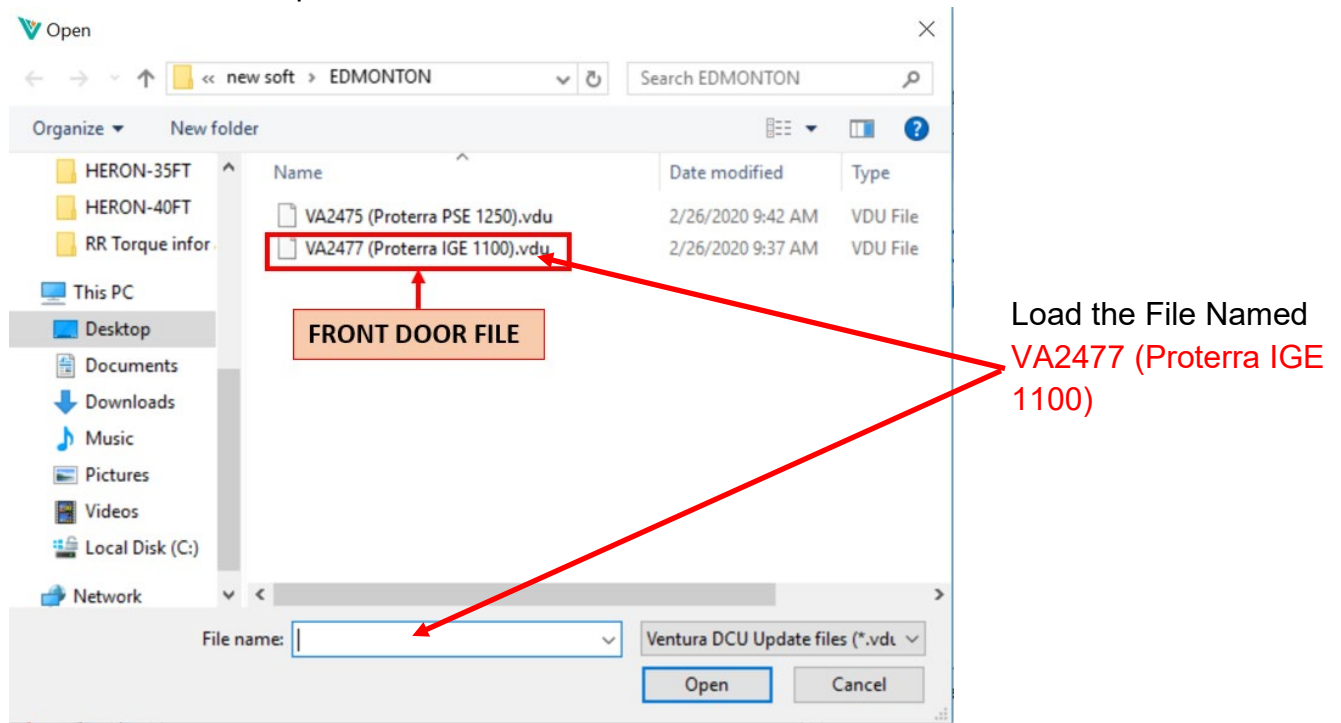 Open
« new soft › EDMONTON
Search EDMONTON
Organize
New folder
HERON-35FT
HERON-40FT
RR Torque infor
This PC
Desktop
Documents
Downloads
Music
Pictures
Videos
Local Disk (C:)
Network
Name
Date modified
Type
VA2475 (Proterra PSE 1250).vdu
2/26/2020 9:42 AM
VDU File
VA2477 (Proterra IGE 1100).vdu
2/26/2020 9:37 AM
VDU File
FRONT DOOR FILE
Load the File Named
VA2477 (Proterra IGE
1100)
File name:
Ventura DCU Update files (*.vdu
Open
Cancel